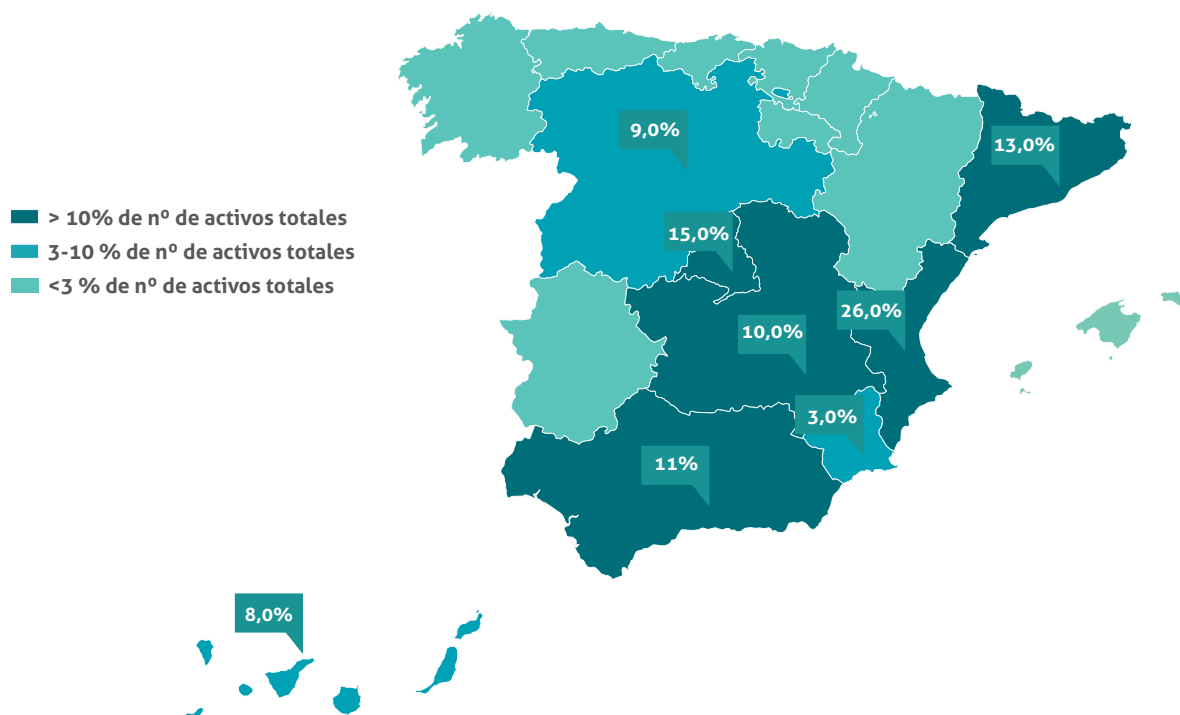 9,0%
13,0%
> 10% de nº de activos totales
3-10 % de nº de activos totales
<3 % de nº de activos totales
15,0%
26,0%
10,0%
3,0%
11%
8,0%